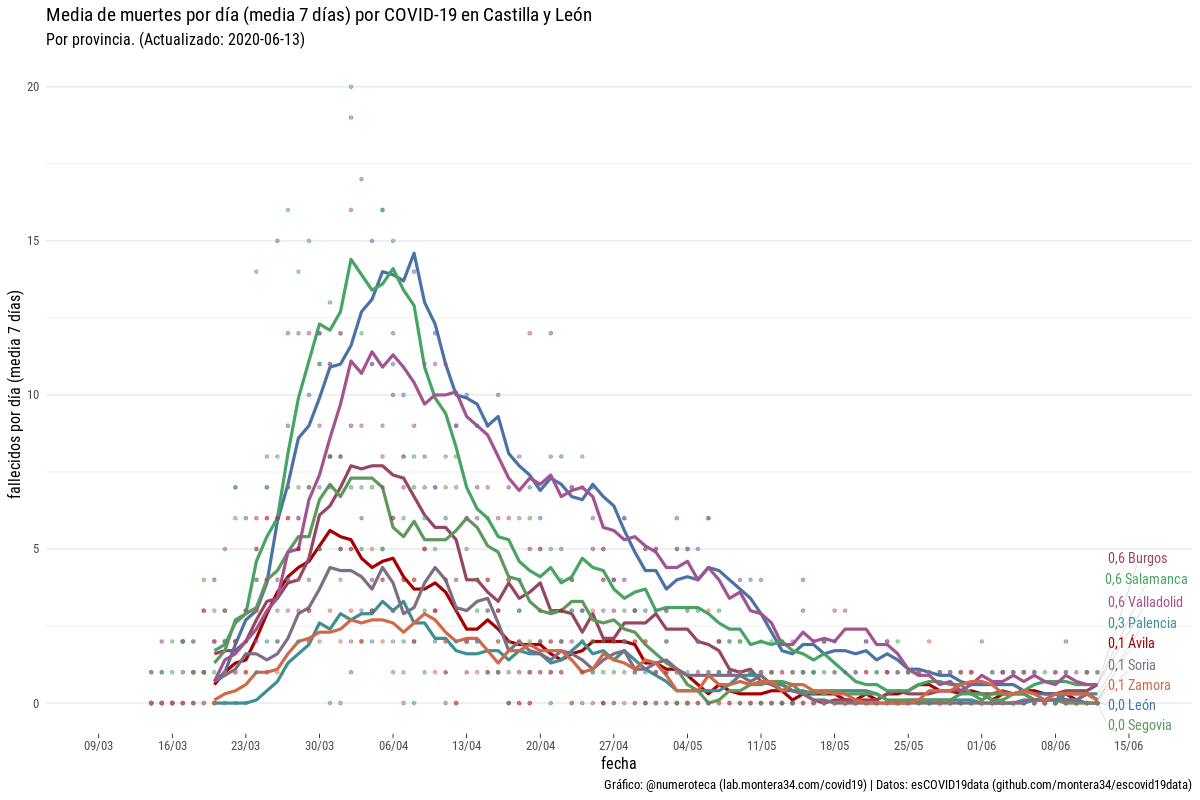 Media de muertes por día (media 7 días) por COVID-19 en Castilla y León
Por provincia. (Actualizado: 2020-06-13)
fallecidos por día (media 7 días)
20
15
10
5
0
0,6 Burgos
0,6 Salamanca
0,6 Valladolid
0,3 Palencia
0,1 Ávila
0,1 Soria
0,1 Zamora
0,0 León
0,0 Segovia
09/03 16/03 23/03 30/03 06/04 13/04 20/04 27/04 04/05 11/05 18/05 25/05 01/06 08/06 15/06
fecha
Gráfico: @numeroteca (lab.montera34.com/covid19) | Datos: esCOVID19data (github.com/montera34/escovid19data)